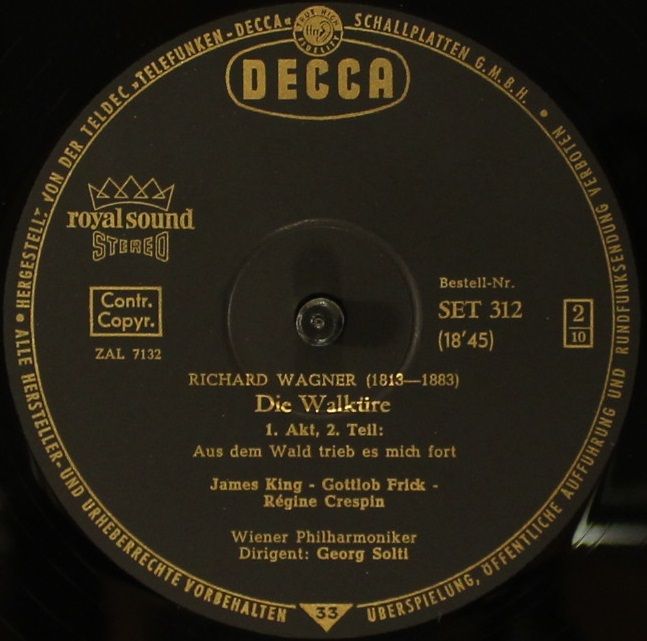 • ALLE HERSTELLER- UND URHEBERRECHTE VORBEHALTEN
ÜBERSPIELUNG, ÖFFENTLICHE AUFFÜHRUNG UND RUNDFUNKSENDUNG VERBOTEN •
HERGESTELLT VON DER TELDEC »TELEFUNKEN-DECCA« SCHALLPLATTEN G.M.B.H.
HIGH
FIDELITY
DECCA
royal sound
STEREO
Contr.
Copyr.
ZAL 7132
Bestell-Nr.
SET 312
(18'45)
2
10
RICHARD WAGNER (1813—1883)
Die Walküre
1. Akt, 2. Teil:
Aus dem Wald trieb es mich fort
James King - Gottlob Frick -
Régine Crespin
Wiener Philharmoniker
Dirigent: Georg Solti
33